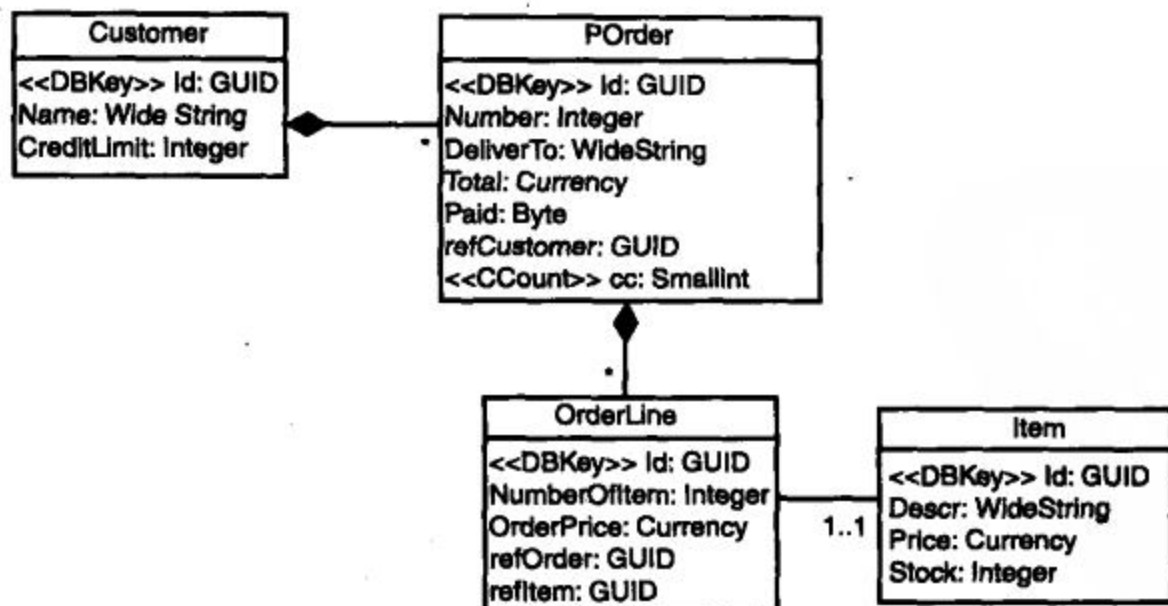 Customer
<<DBKey>> Id: GUID
Name: Wide String
CreditLimit: Integer
*
POrder
<<DBKey>> Id: GUID
Number: Integer
DeliverTo: WideString
Total: Currency
Paid: Byte
refCustomer: GUID
<<CCount>> cc: Smallint
*
OrderLine
<<DBKey>> Id: GUID
NumberOfItem: Integer
OrderPrice: Currency
refOrder: GUID
refItem: GUID
1..1
Item
<<DBKey>> Id: GUID
Descr: WideString
Price: Currency
Stock: Integer